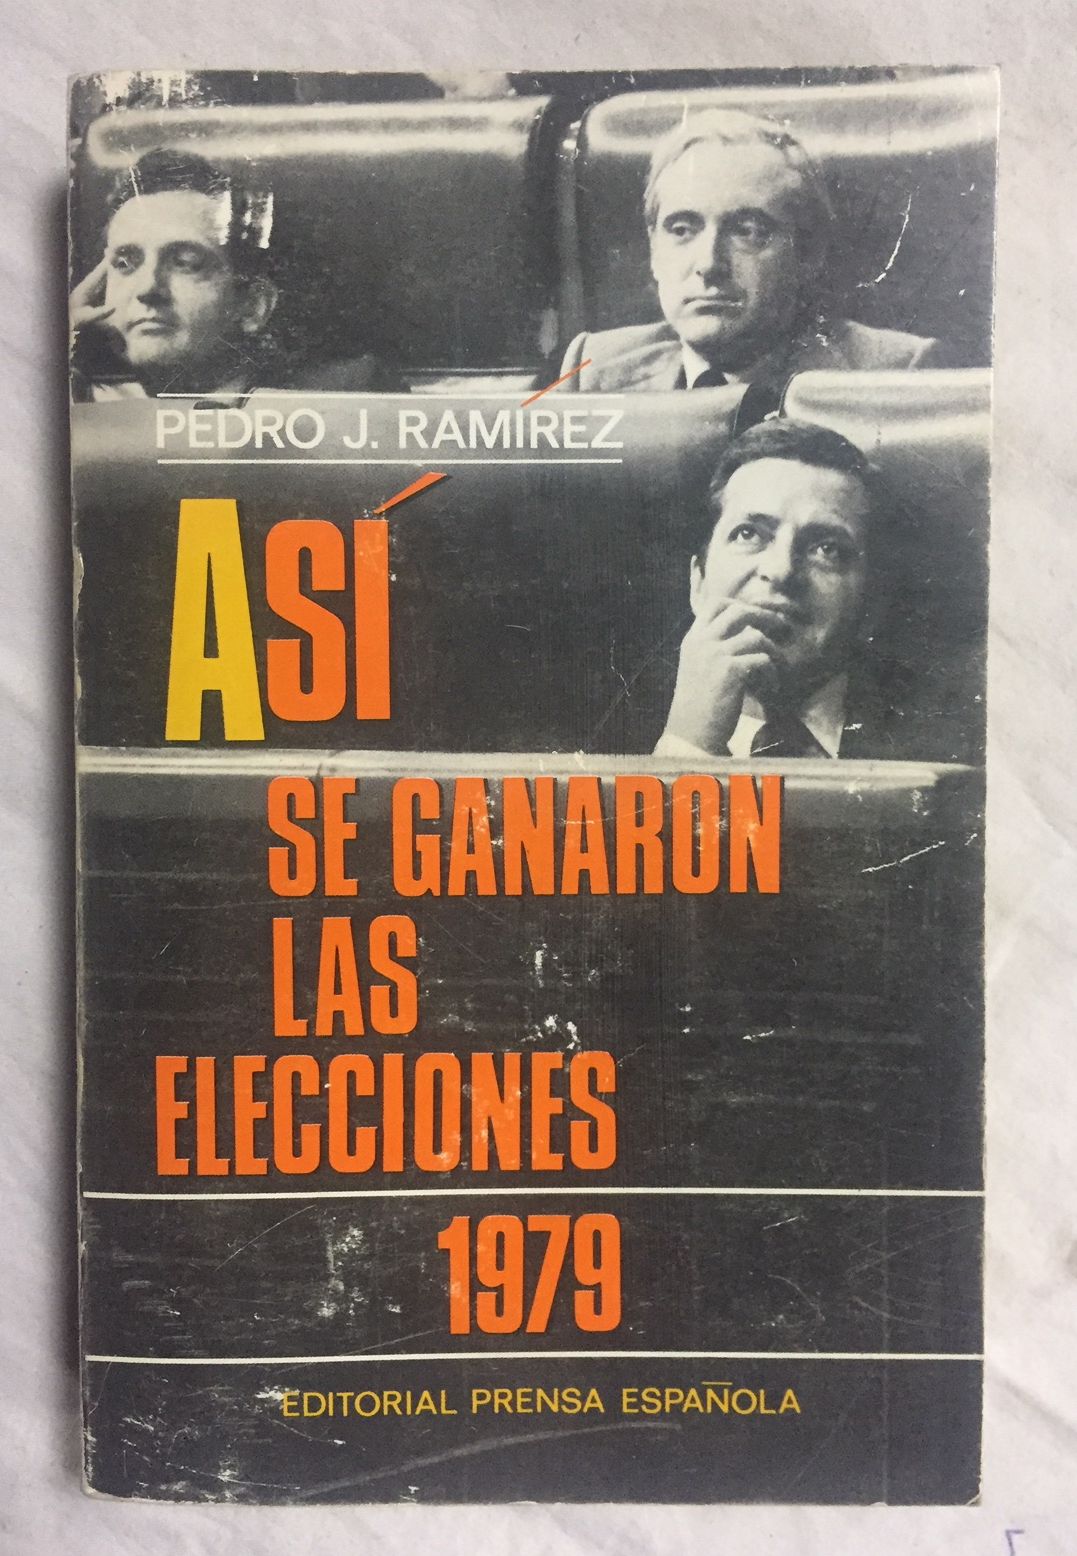 PEDRO J. RAMÍREZ
ASÍ
SE GANARON
LAS
ELECCIONES
1979
EDITORIAL PRENSA ESPAÑOLA